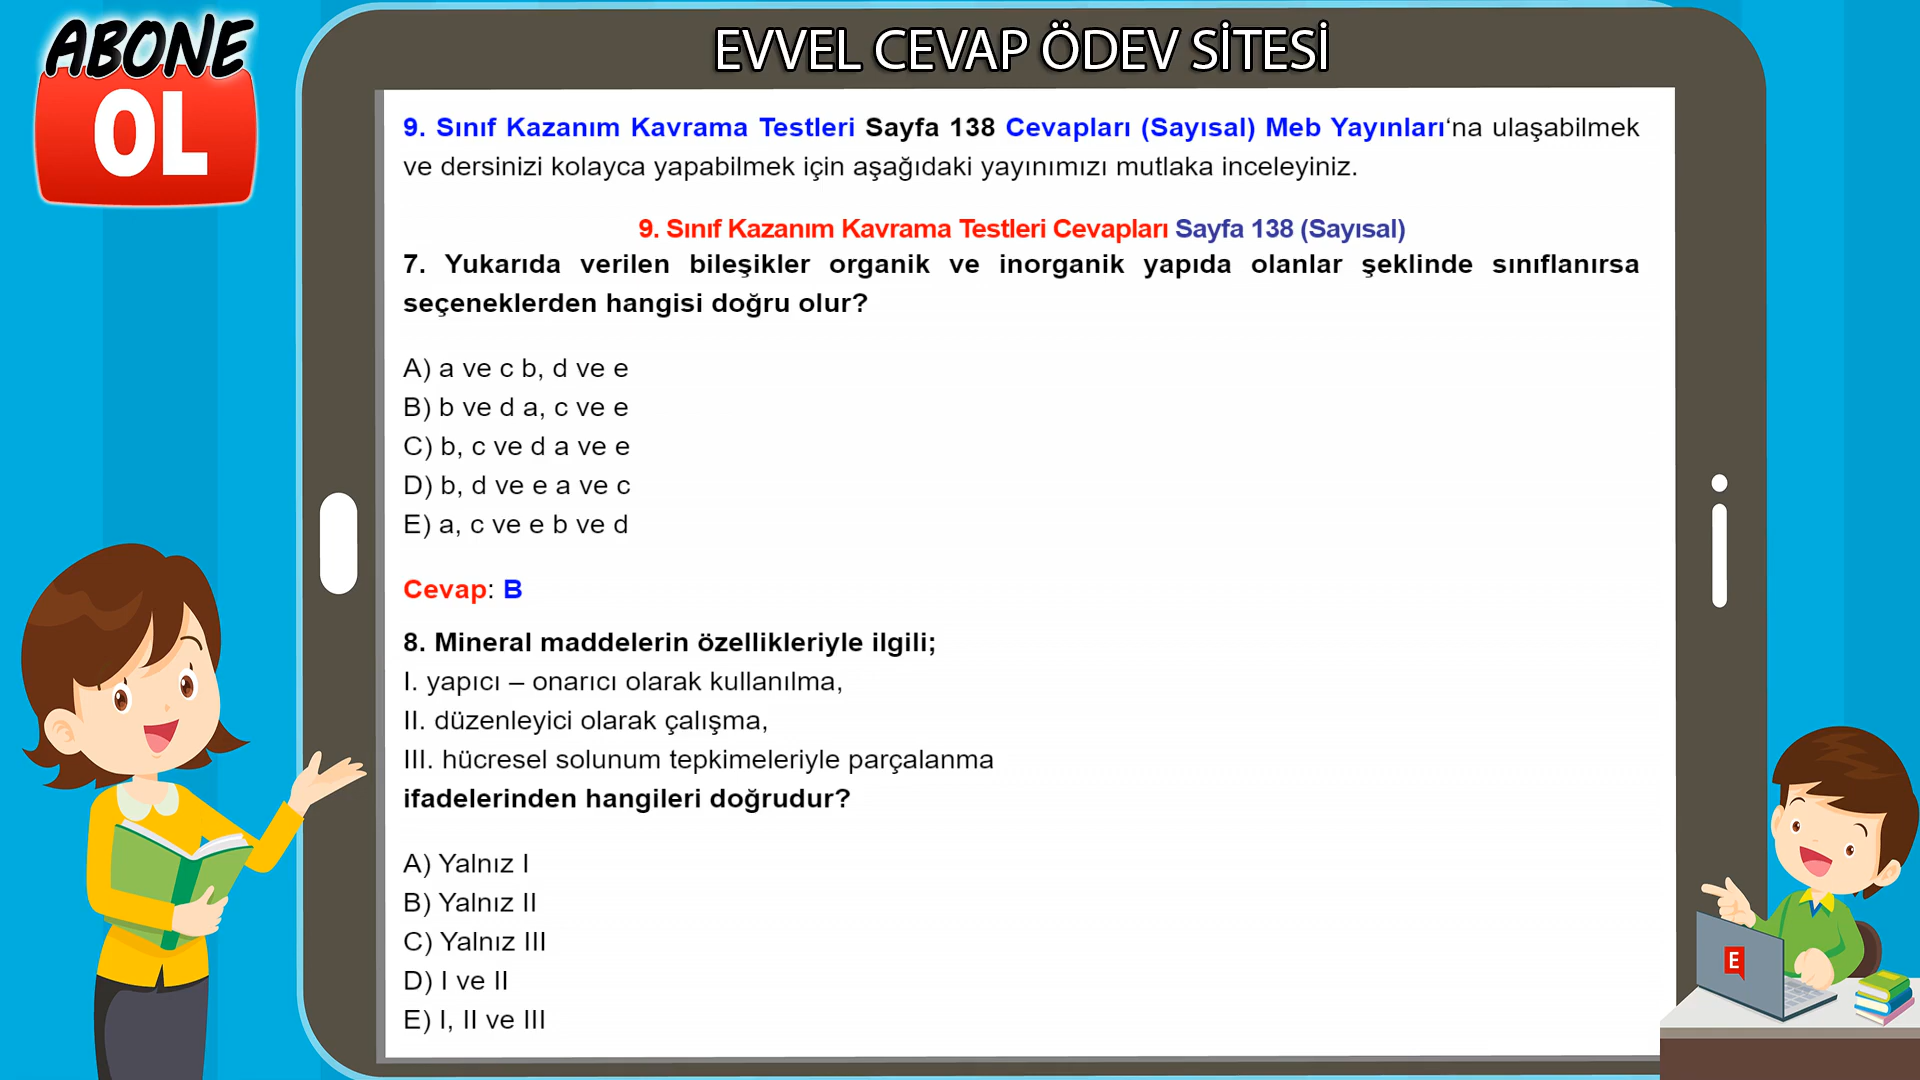 ABONE
OL
EVVEL CEVAP ÖDEV SİTESİ
9. Sınıf Kazanım Kavrama Testleri Sayfa 138 Cevapları (Sayısal) Meb Yayınları‘na ulaşabilmek
ve dersinizi kolayca yapabilmek için aşağıdaki yayınımızı mutlaka inceleyiniz.
9. Sınıf Kazanım Kavrama Testleri Cevapları Sayfa 138 (Sayısal)
7. Yukarıda verilen bileşikler organik ve inorganik yapıda olanlar şeklinde sınıflanırsa
seçeneklerden hangisi doğru olur?
A) a ve c b, d ve e
B) b ve d a, c ve e
C) b, c ve d a ve e
D) b, d ve e a ve c
E) a, c ve e b ve d
Cevap: B
8. Mineral maddelerin özellikleriyle ilgili;
I. yapıcı – onarıcı olarak kullanılma,
II. düzenleyici olarak çalışma,
III. hücresel solunum tepkimeleriyle parçalanma
ifadelerinden hangileri doğrudur?
A) Yalnız I
B) Yalnız II
C) Yalnız III
D) I ve II
E) I, II ve III
E